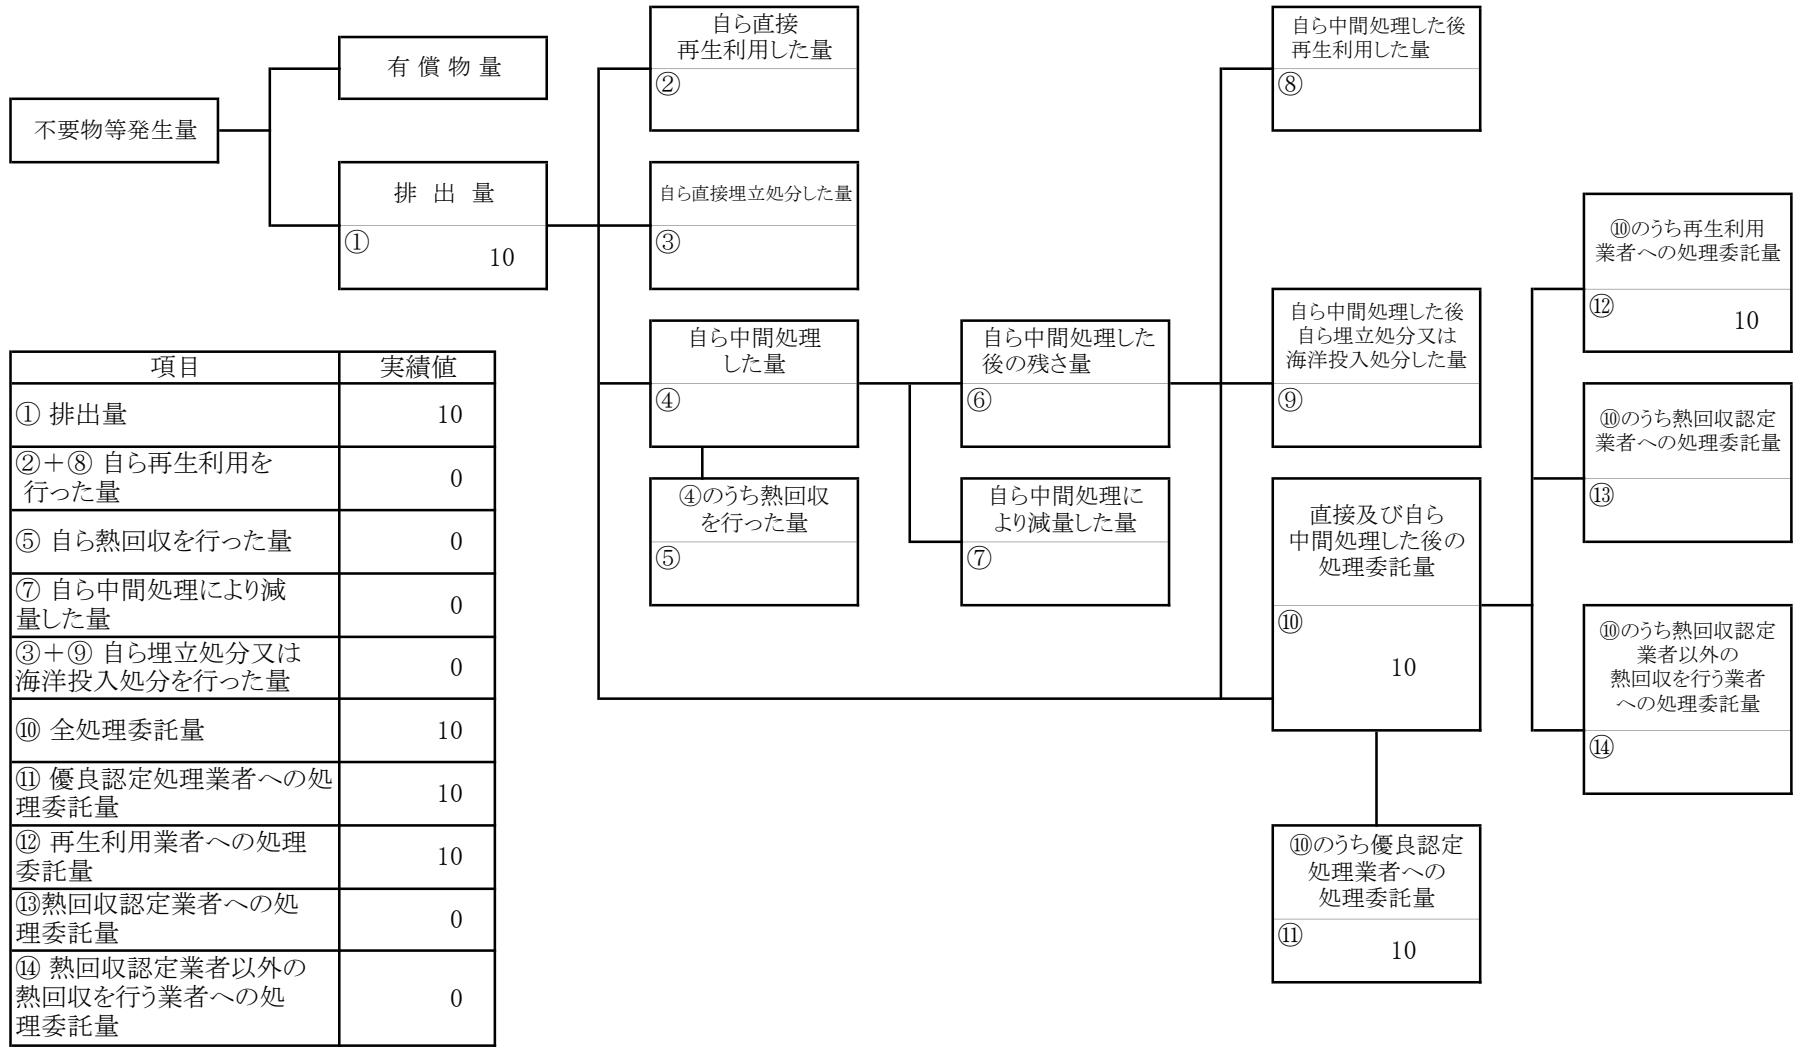 不要物等発生量
有 償 物 量
排 出 量
①
10
自ら直接
再生利用した量
②
自ら直接埋立処分した量
③
自ら中間処理
した量
④
④のうち熱回収
を行った量
⑤
自ら中間処理した
後の残さ量
⑥
自ら中間処理に
より減量した量
⑦
自ら中間処理した後
再生利用した量
⑧
自ら中間処理した後
自ら埋立処分又は
海洋投入処分した量
⑨
直接及び自ら
中間処理した後の
処理委託量
⑩
10
⑩のうち優良認定
処理業者への
処理委託量
⑪
10
⑩のうち再生利用
業者への処理委託量
⑫
10
⑩のうち熱回収認定
業者への処理委託量
⑬
⑩のうち熱回収認定
業者以外の
熱回収を行う業者
への処理委託量
⑭
項目 実績値
① 排出量 10
②＋⑧ 自ら再生利用を
行った量 0
⑤ 自ら熱回収を行った量 0
⑦ 自ら中間処理により減
量した量 0
③＋⑨ 自ら埋立処分又は
海洋投入処分を行った量 0
⑩ 全処理委託量 10
⑪ 優良認定処理業者への処
理委託量 10
⑫ 再生利用業者への処理
委託量 10
⑬熱回収認定業者への処
理委託量 0
⑭ 熱回収認定業者以外の
熱回収を行う業者への処
理委託量 0